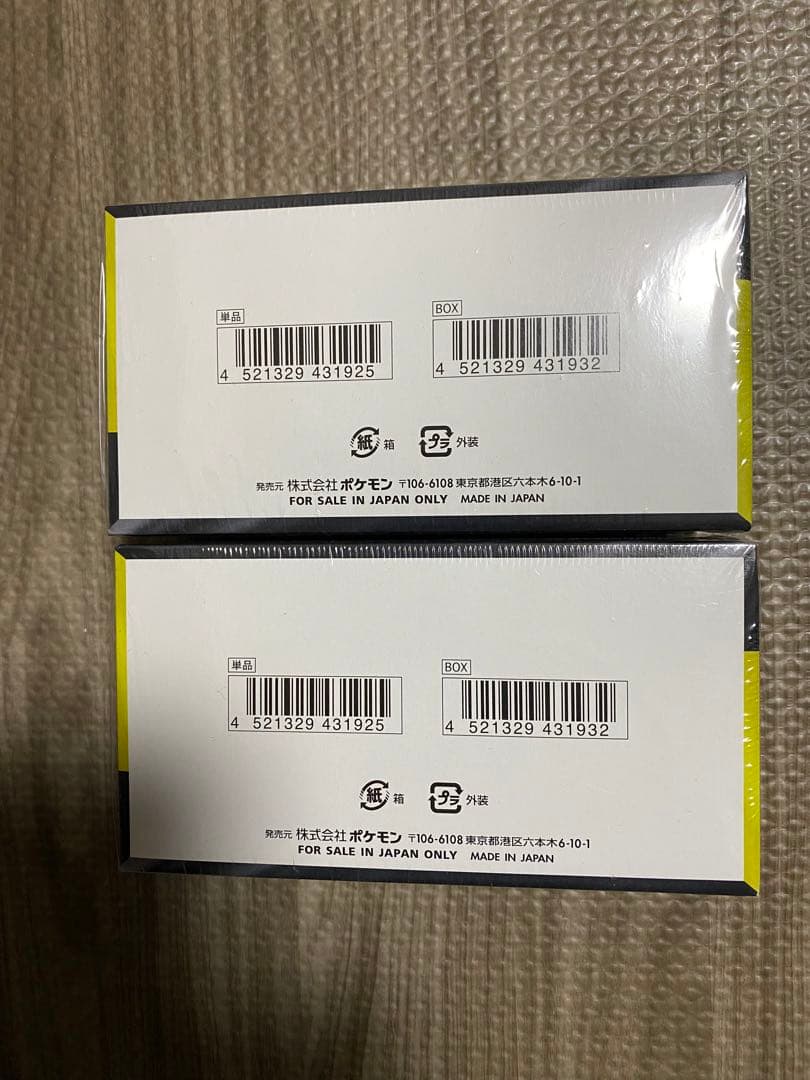 単品
BOX
4 521329 431925
4 521329 431932
紙 箱
プラ 外装
発売元 株式会社ポケモン 〒106-6108 東京都港区六本木6-10-1
FOR SALE IN JAPAN ONLY MADE IN JAPAN
単品
BOX
4 521329 431925
4 521329 431932
紙 箱
プラ 外装
発売元 株式会社ポケモン 〒106-6108 東京都港区六本木6-10-1
FOR SALE IN JAPAN ONLY MADE IN JAPAN